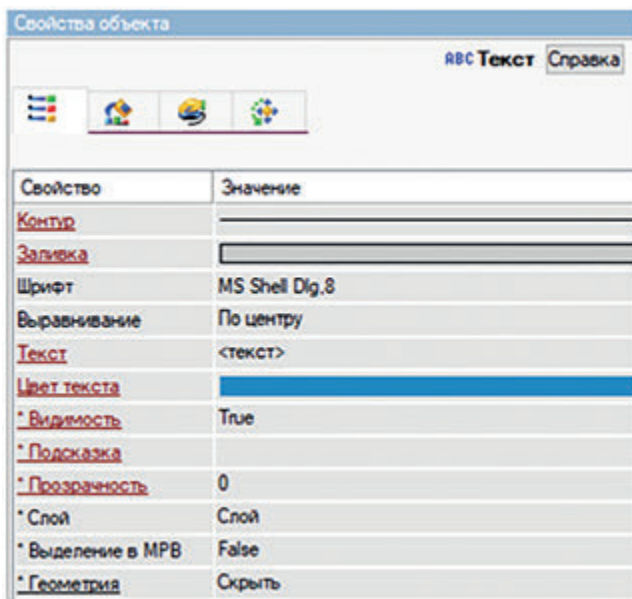 Свойства объекта
ABC Текст Справка
Свойство Значение
Контур
Заливка
Шрифт MS Shell Dlg,8
Выравнивание По центру
Текст <текст>
Цвет текста
* Видимость True
* Подсказка
* Прозрачность 0
* Слой Слой
* Выделение в МРВ False
* Геометрия Скрыть